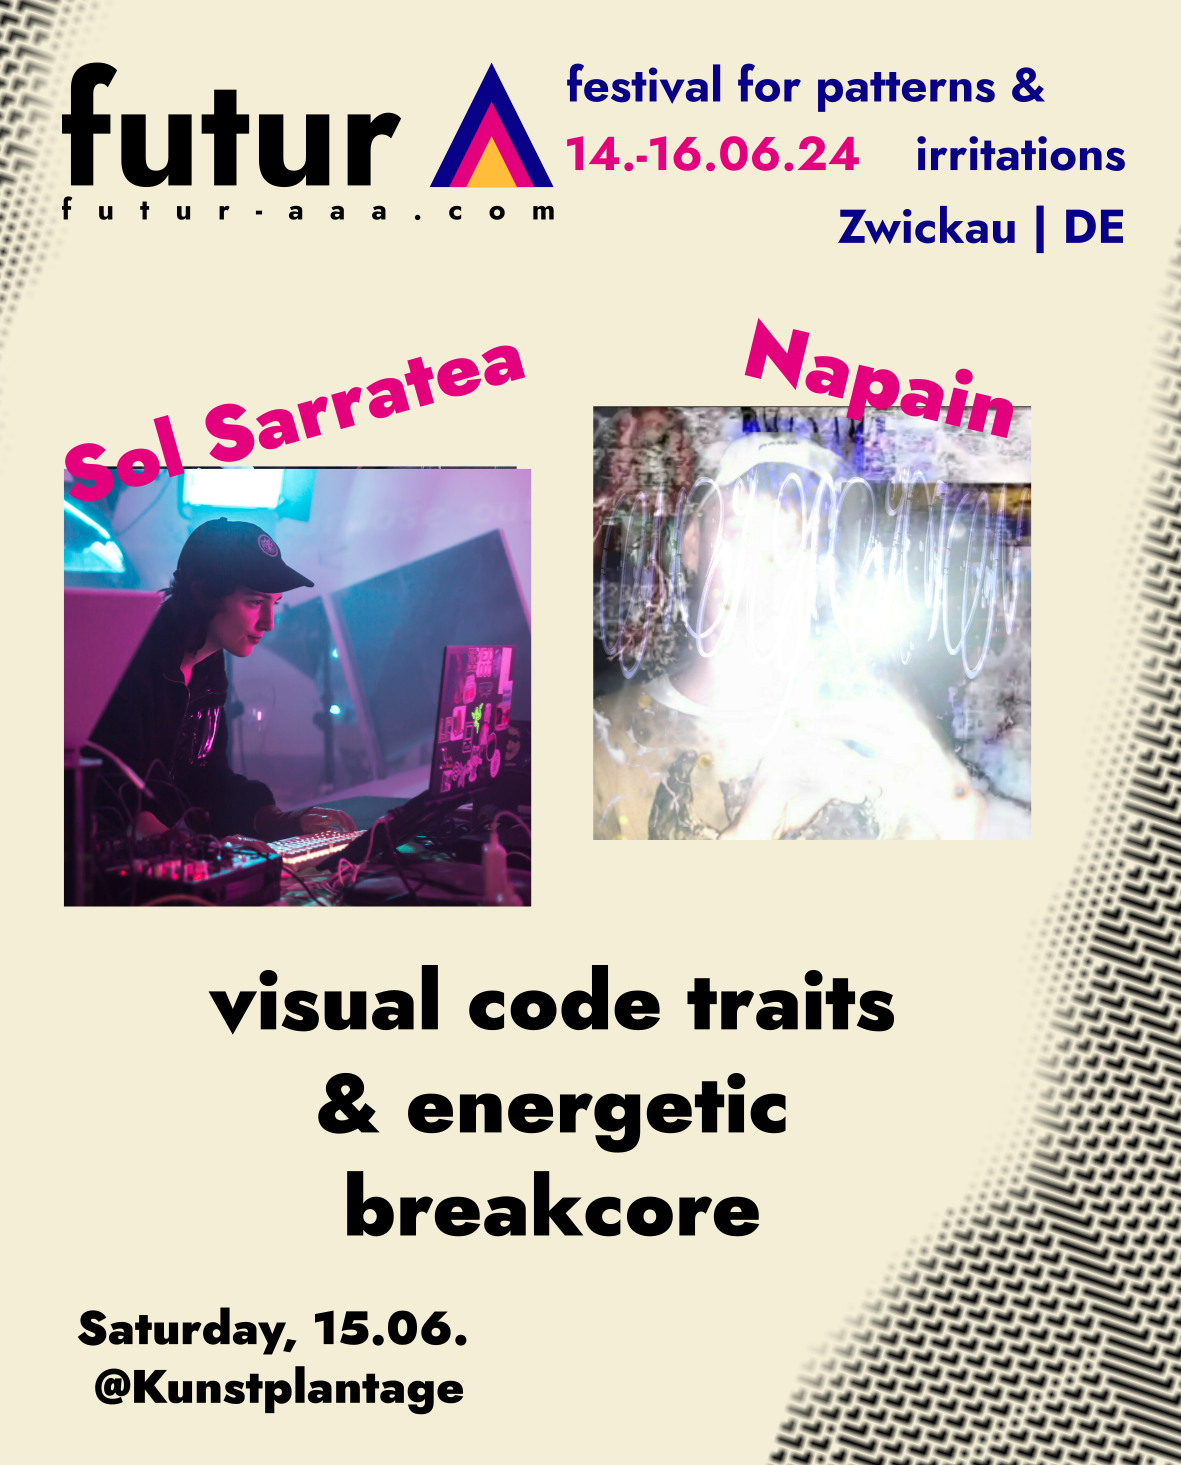 futur
futur-aaa.com
festival for patterns &
14.-16.06.24 irritations
Zwickau | DE
Sol Sarratea
Napain
visual code traits
& energetic
breakcore
Saturday, 15.06.
@Kunstplantage